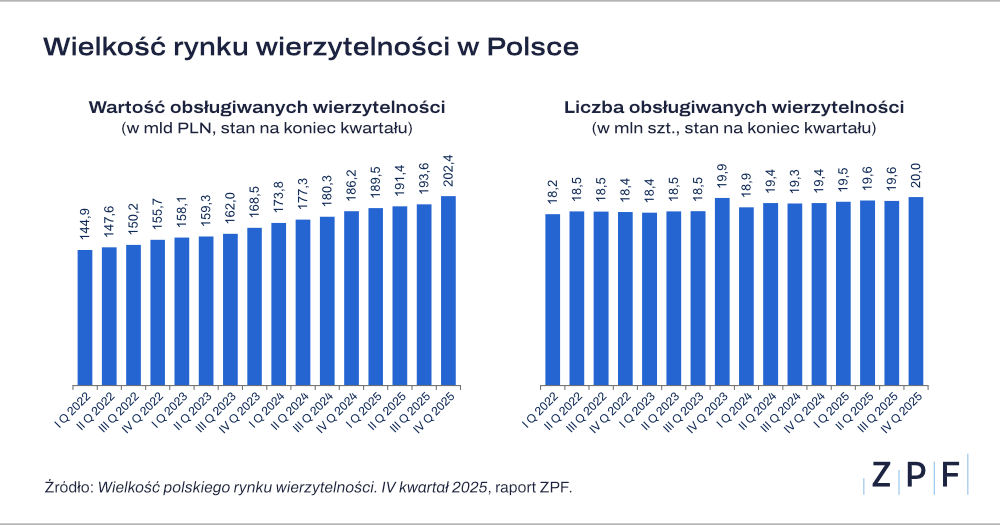 Wielkość rynku wierzytelności w Polsce
Wartość obsługiwanych wierzytelności
(w mld PLN, stan na koniec kwartału)
144,9
147,6
150,2
155,7
158,1
159,3
162,0
168,5
173,8
177,3
180,3
186,2
189,5
191,4
193,6
202,4
I Q 2022
II Q 2022
III Q 2022
IV Q 2022
I Q 2023
II Q 2023
III Q 2023
IV Q 2023
I Q 2024
II Q 2024
III Q 2024
IV Q 2024
I Q 2025
II Q 2025
III Q 2025
IV Q 2025
Liczba obsługiwanych wierzytelności
(w mln szt., stan na koniec kwartału)
18,2
18,5
18,5
18,4
18,4
18,5
18,5
19,9
18,9
19,4
19,3
19,4
19,5
19,6
19,6
20,0
I Q 2022
II Q 2022
III Q 2022
IV Q 2022
I Q 2023
II Q 2023
III Q 2023
IV Q 2023
I Q 2024
II Q 2024
III Q 2024
IV Q 2024
I Q 2025
II Q 2025
III Q 2025
IV Q 2025
Źródło: Wielkość polskiego rynku wierzytelności. IV kwartał 2025, raport ZPF.
ZPF